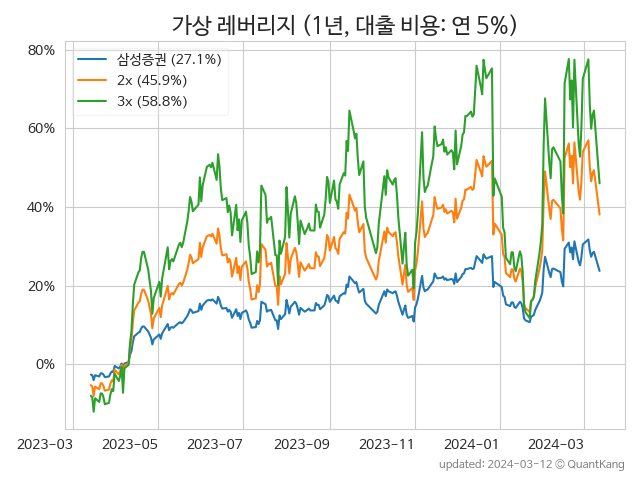 가상 레버리지 (1년, 대출 비용: 연 5%)
80%
60%
40%
20%
0%
삼성증권 (27.1%)
2x (45.9%)
3x (58.8%)
2023-03
2023-05
2023-07
2023-09
2023-11
2024-01
2024-03
updated: 2024-03-12 © QuantKang